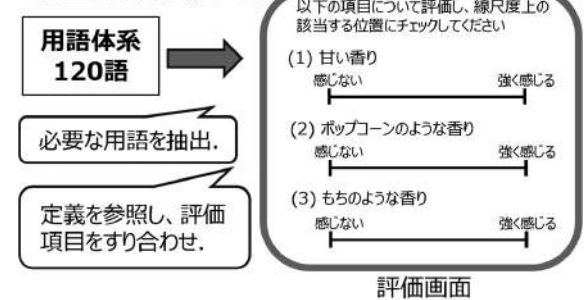 用語体系
120語
必要な用語を抽出.
定義を参照し、評価
項目をすり合わせ.
以下の項目について評価し、線尺度上の
該当する位置にチェックしてください
(1) 甘い香り
感じない 強く感じる
(2) ポップコーンのような香り
感じない 強く感じる
(3) もちのような香り
感じない 強く感じる
評価画面